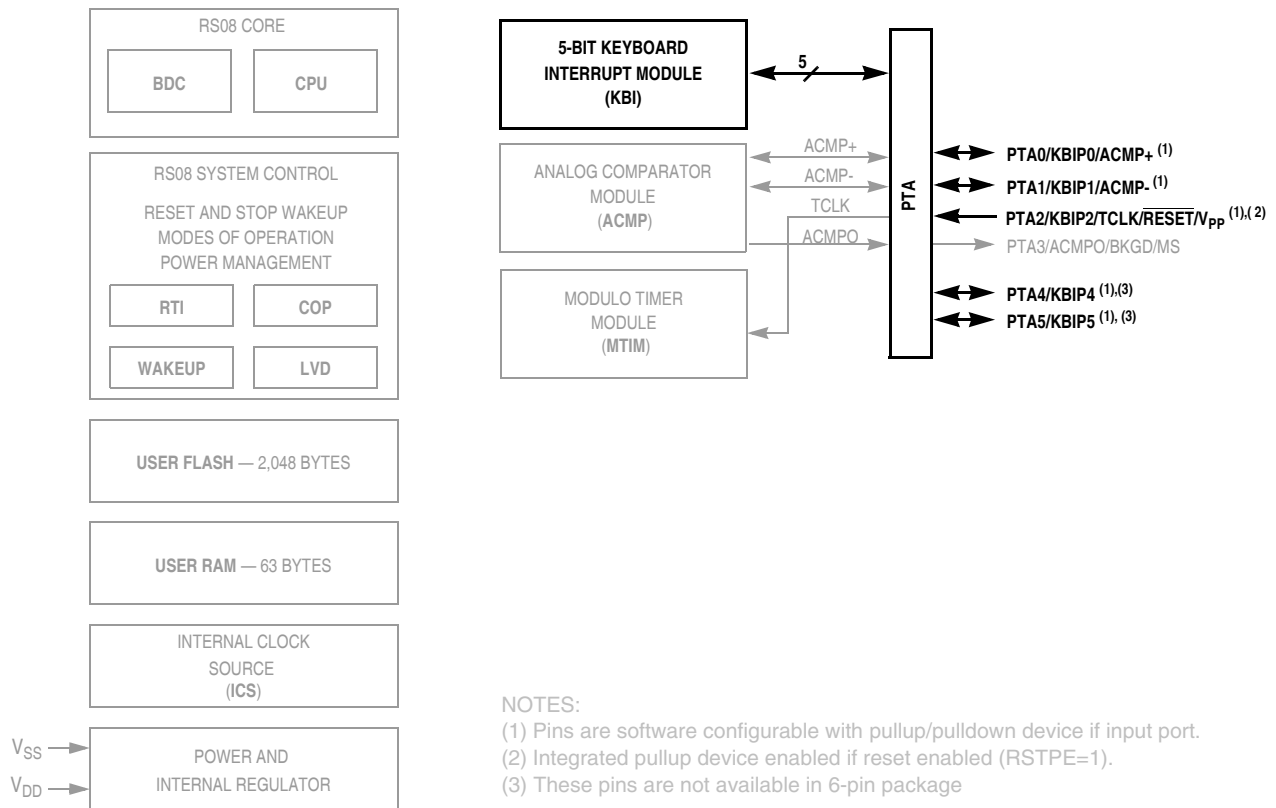 RS08 CORE
BDC
CPU
RS08 SYSTEM CONTROL
RESET AND STOP WAKEUP
MODES OF OPERATION
POWER MANAGEMENT
RTI
COP
WAKEUP
LVD
USER FLASH — 2,048 BYTES
USER RAM — 63 BYTES
INTERNAL CLOCK
SOURCE
(ICS)
VSS
VDD
POWER AND
INTERNAL REGULATOR
5-BIT KEYBOARD
INTERRUPT MODULE
(KBI)
5
ANALOG COMPARATOR
MODULE
(ACMP)
ACMP+
ACMP-
TCLK
ACMPO
MODULO TIMER
MODULE
(MTIM)
PTA
PTA0/KBIP0/ACMP+ (1)
PTA1/KBIP1/ACMP- (1)
PTA2/KBIP2/TCLK/RESET/VPP (1),( 2)
PTA3/ACMPO/BKGD/MS
PTA4/KBIP4 (1),(3)
PTA5/KBIP5 (1), (3)
NOTES:
(1) Pins are software configurable with pullup/pulldown device if input port.
(2) Integrated pullup device enabled if reset enabled (RSTPE=1).
(3) These pins are not available in 6-pin package